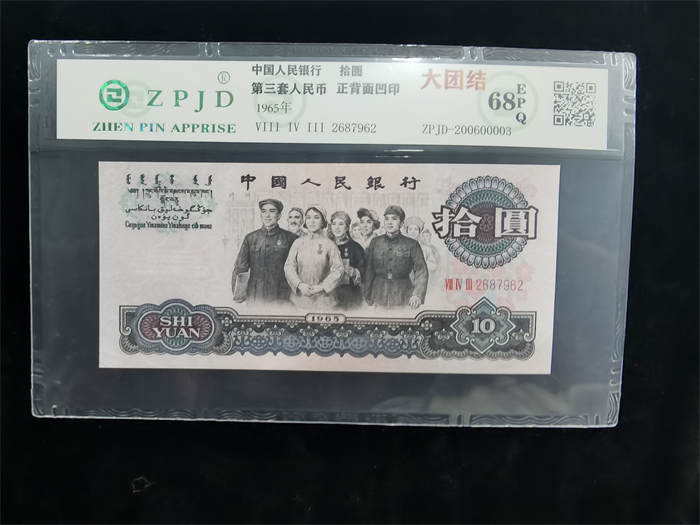 ZPJD®
ZHEN PIN APPRISE
中国人民银行 拾圆
第三套人民币 正背面凹印
1965年
VIII IV III 2687962
大团结
68 EPQ
ZPJD-200600003
中國人民銀行
拾圓
VIII IV III 2687962
1965
SHI
YUAN
10